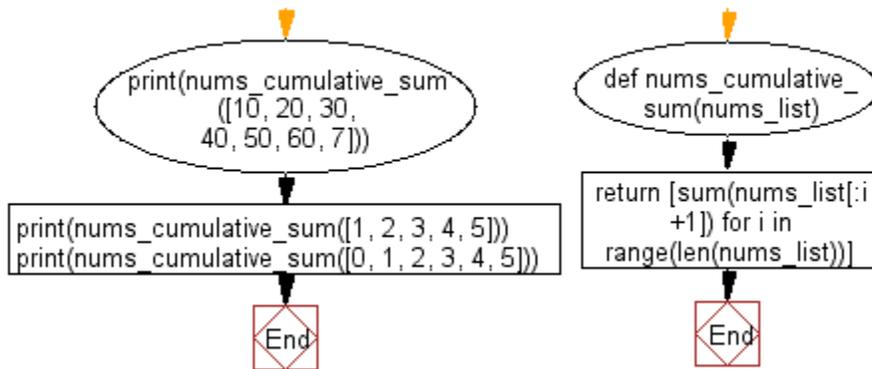 print(nums_cumulative_sum
([10, 20, 30,
40, 50, 60, 7]))
print(nums_cumulative_sum([1, 2, 3, 4, 5]))
print(nums_cumulative_sum([0, 1, 2, 3, 4, 5]))
End
def nums_cumulative_
sum(nums_list)
return [sum(nums_list[:i
+1]) for i in
range(len(nums_list))]
End